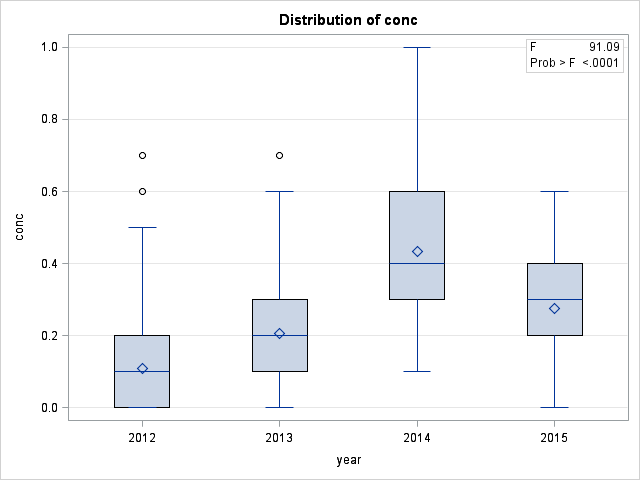 Distribution of conc
F 91.09
Prob > F <.0001
1.0
0.8
0.6
0.4
0.2
0.0
conc
2012 2013 2014 2015
year